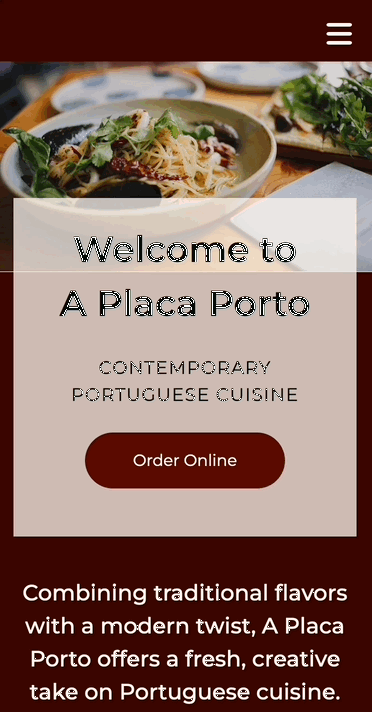 Welcome to
A Placa Porto
CONTEMPORARY
PORTUGUESE CUISINE
Order Online
Combining traditional flavors
with a modern twist, A Placa
Porto offers a fresh, creative
take on Portuguese cuisine.